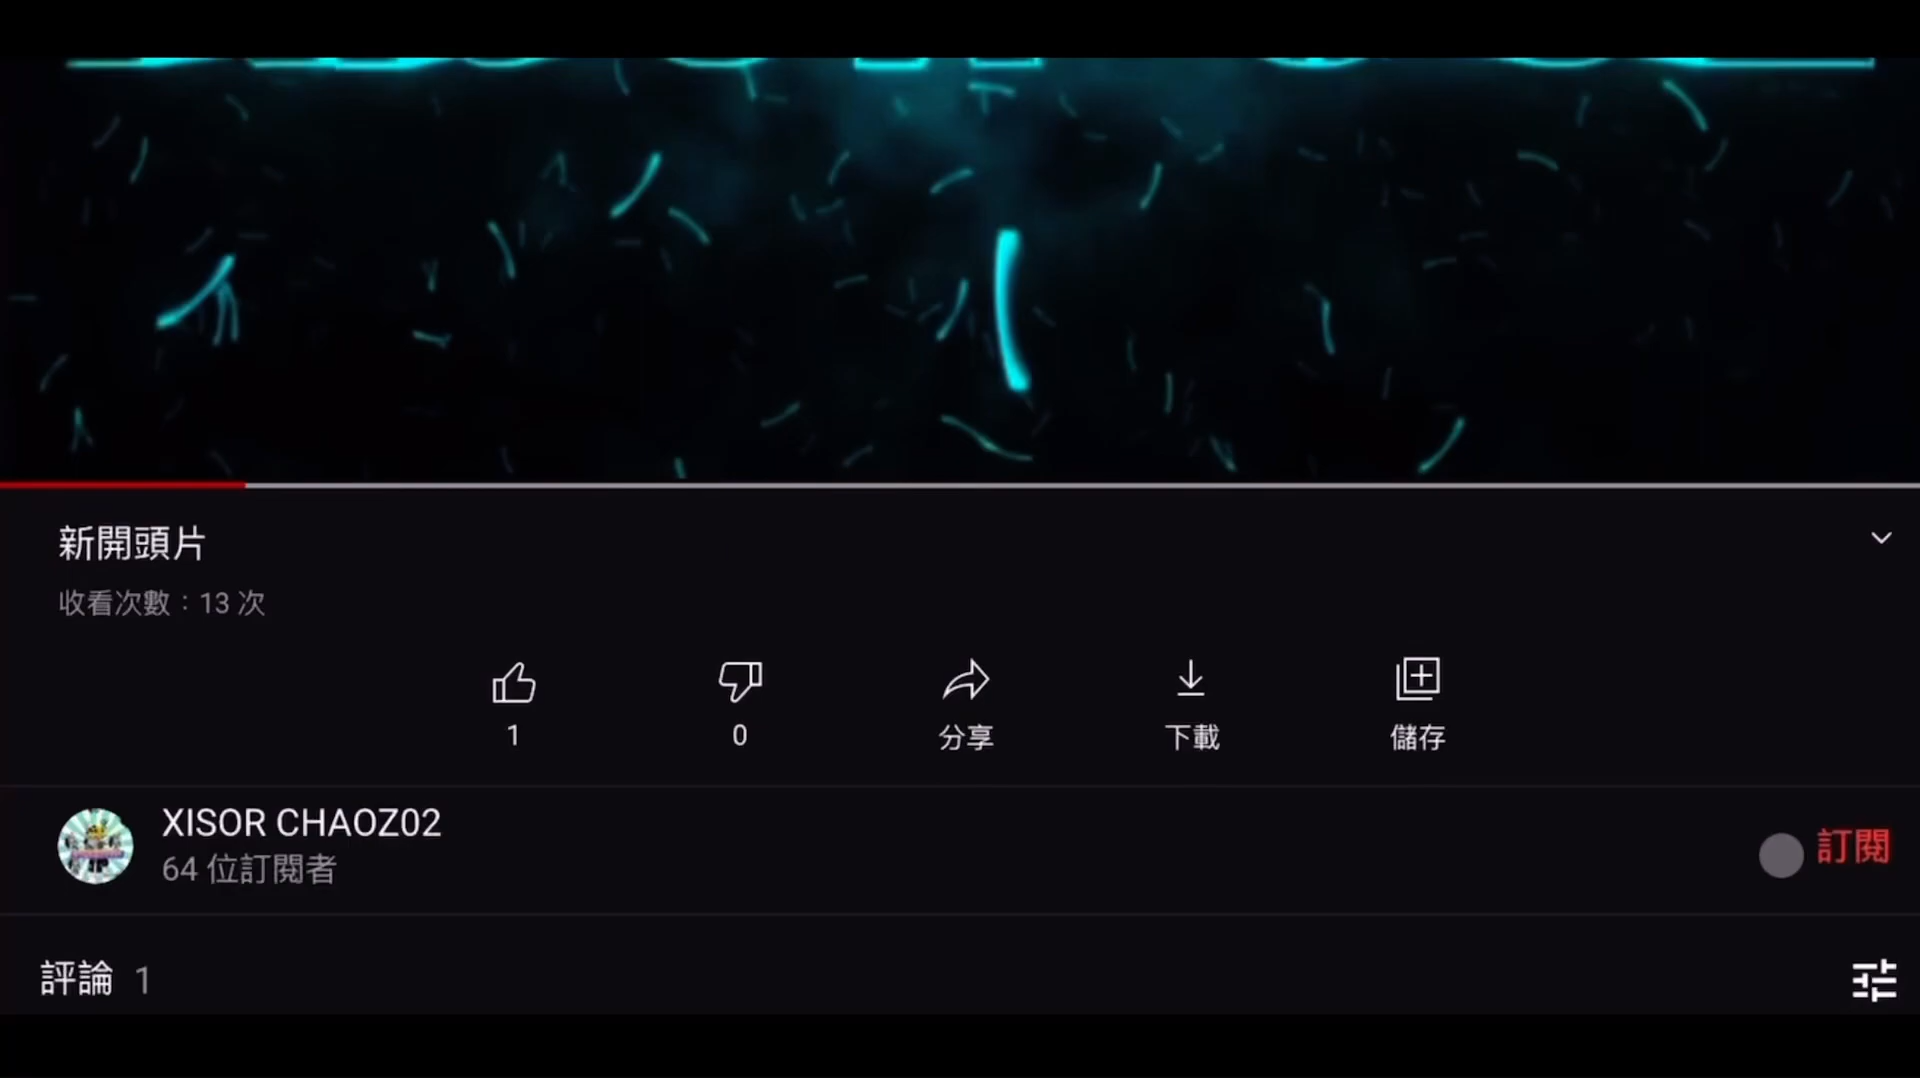 新開頭片
收看次數：13 次
1
0
分享
下載
儲存
XISOR CHAOZ02
64 位訂閱者
訂閱
評論 1